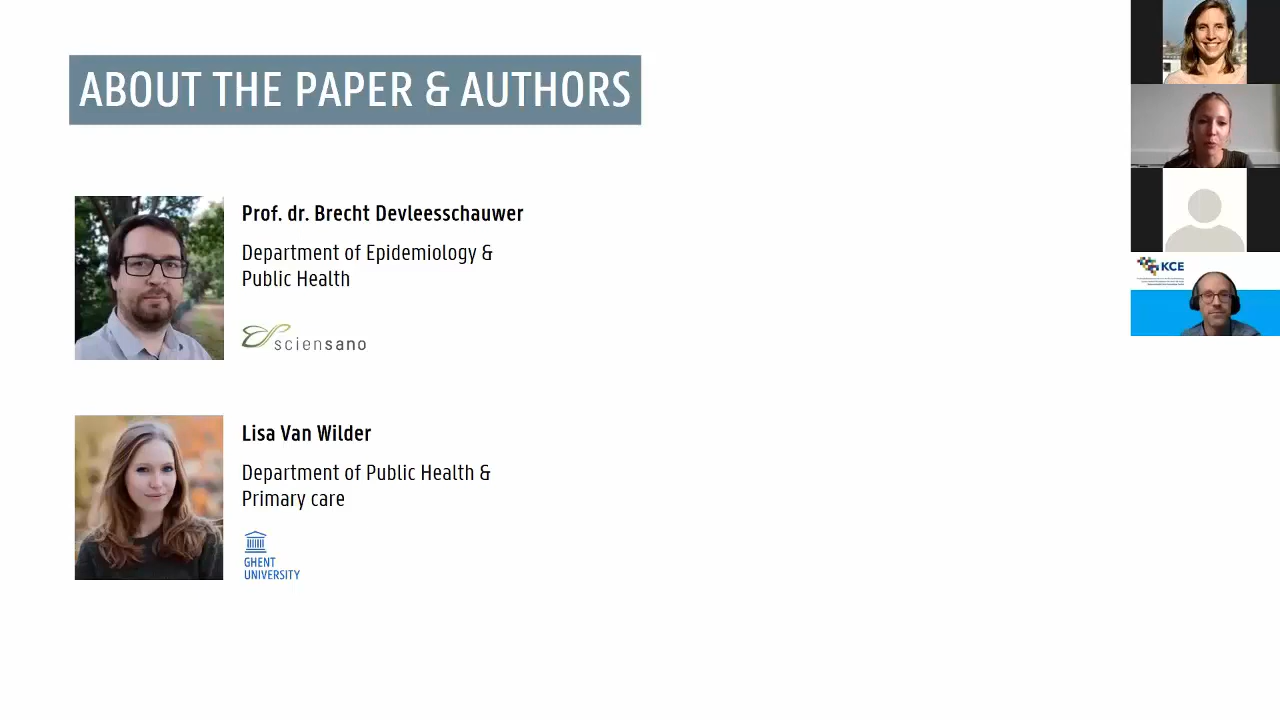 ABOUT THE PAPER & AUTHORS
Prof. dr. Brecht Devleesschauwer
Department of Epidemiology &
Public Health
sciensano
Lisa Van Wilder
Department of Public Health &
Primary care
GHENT
UNIVERSITY
KCE